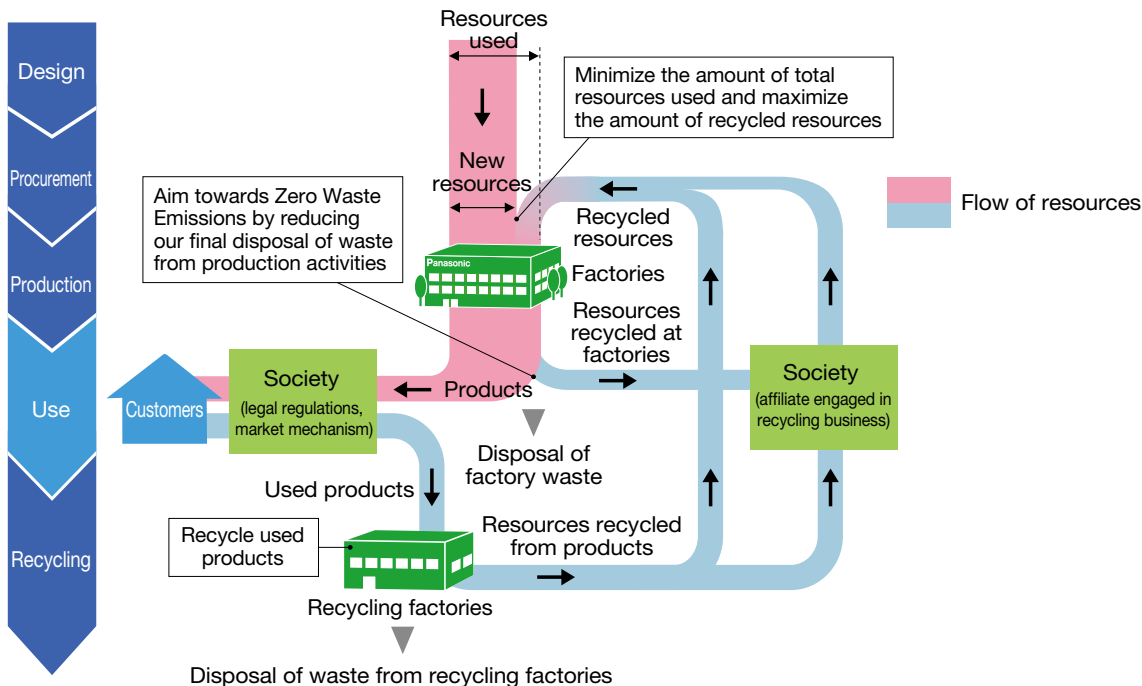 Design
Procurement
Production
Use
Recycling
Resources
used
Minimize the amount of total
resources used and maximize
the amount of recycled resources
New
resources
Aim towards Zero Waste
Emissions by reducing
our final disposal of waste
from production activities
Flow of resources
Recycled
resources
Panasonic
Factories
Resources
recycled at
factories
Customers
Society
(legal regulations,
market mechanism)
Products
Society
(affiliate engaged in
recycling business)
Disposal of
factory waste
Used products
Recycle used
products
Resources recycled
from products
Recycling factories
Disposal of waste from recycling factories